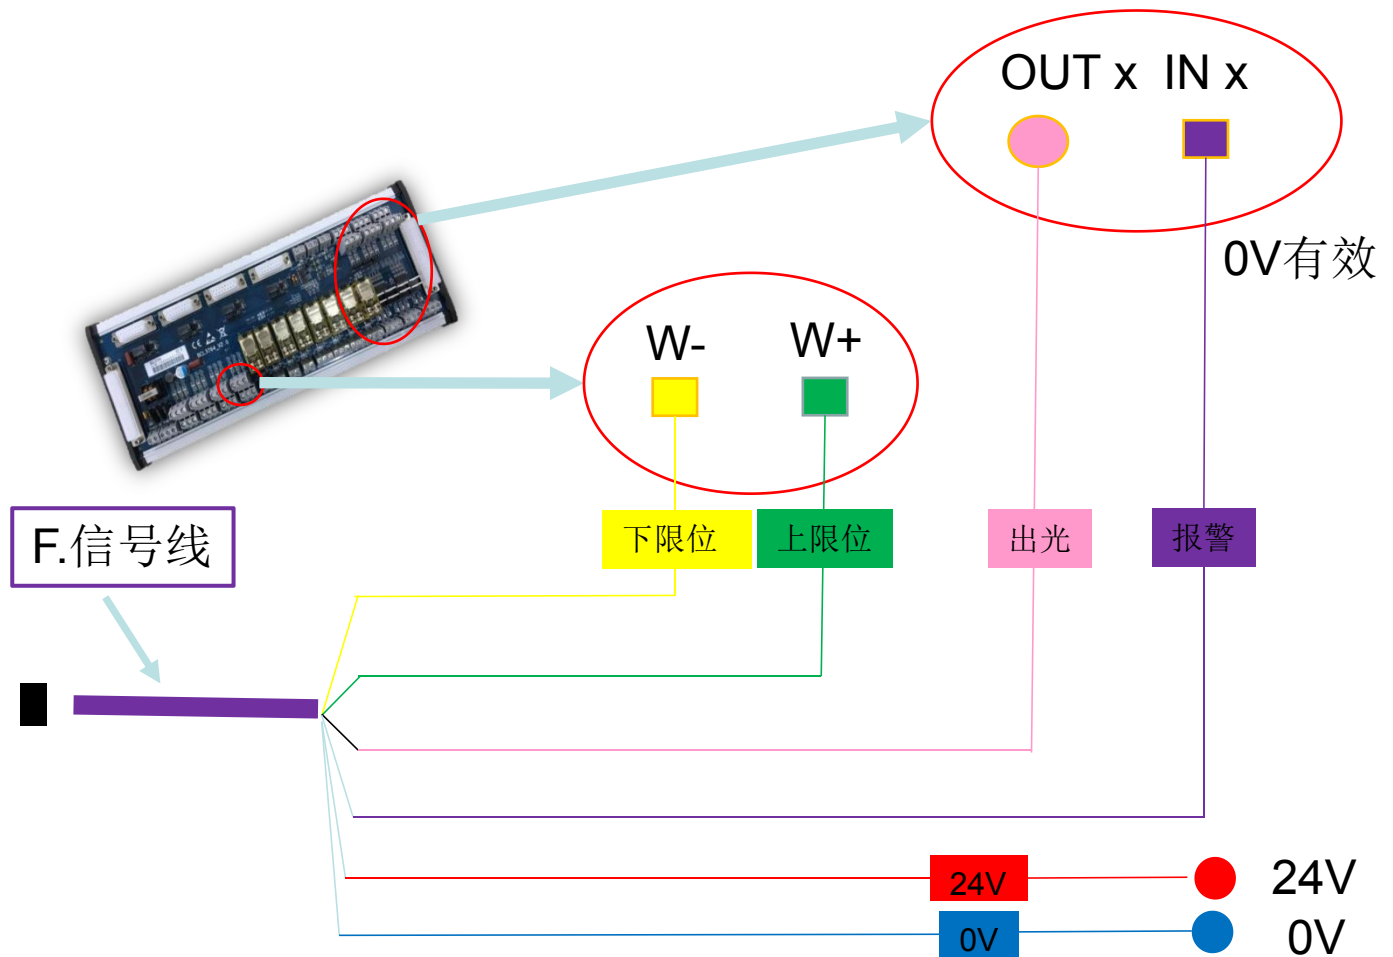 OUT x IN x
0V有效
W- W+
F.信号线
下限位 上限位 出光 报警
24V 24V
0V 0V